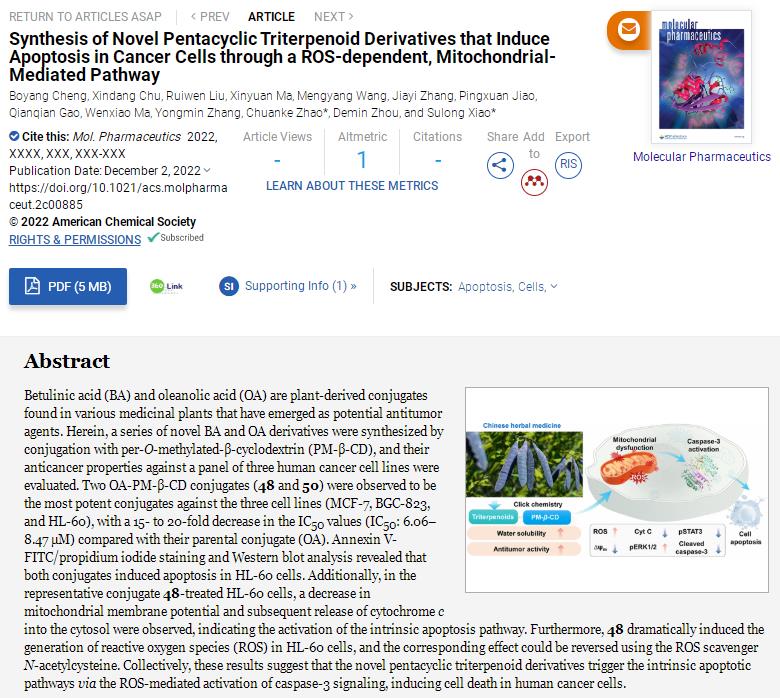 RETURN TO ARTICLES ASAP
< PREV
ARTICLE
NEXT >
Synthesis of Novel Pentacyclic Triterpenoid Derivatives that Induce
Apoptosis in Cancer Cells through a ROS-dependent, Mitochondrial-
Mediated Pathway
Boyang Cheng, Xindang Chu, Ruiwen Liu, Xinyuan Ma, Mengyang Wang, Jiayi Zhang, Pingxuan Jiao,
Qianqian Gao, Wenxiao Ma, Yongmin Zhang, Chuanke Zhao*, Demin Zhou, and Sulong Xiao*
Cite this: Mol. Pharmaceutics 2022,
XXXX, XXX, XXX-XXX
Publication Date: December 2, 2022
https://doi.org/10.1021/acs.molpharma
ceut.2c00885
© 2022 American Chemical Society
RIGHTS & PERMISSIONS
Subscribed
Article Views
-
Altmetric
1
Citations
-
LEARN ABOUT THESE METRICS
Share
Add
to
Export
RIS
molecular
pharmaceutics
Molecular Pharmaceutics
PDF (5 MB)
360 Link
SI
Supporting Info (1) »
SUBJECTS: Apoptosis, Cells,
Abstract
Betulinic acid (BA) and oleanolic acid (OA) are plant-derived conjugates
found in various medicinal plants that have emerged as potential antitumor
agents. Herein, a series of novel BA and OA derivatives were synthesized by
conjugation with per-O-methylated-β-cyclodextrin (PM-β-CD), and their
anticancer properties against a panel of three human cancer cell lines were
evaluated. Two OA-PM-β-CD conjugates (48 and 50) were observed to be
the most potent conjugates against the three cell lines (MCF-7, BGC-823,
and HL-60), with a 15- to 20-fold decrease in the IC50 values (IC50: 6.06–
8.47 μM) compared with their parental conjugate (OA). Annexin V-
FITC/propidium iodide staining and Western blot analysis revealed that
both conjugates induced apoptosis in HL-60 cells. Additionally, in the
representative conjugate 48-treated HL-60 cells, a decrease in
mitochondrial membrane potential and subsequent release of cytochrome c
into the cytosol were observed, indicating the activation of the intrinsic apoptosis pathway. Furthermore, 48 dramatically induced the
generation of reactive oxygen species (ROS) in HL-60 cells, and the corresponding effect could be reversed using the ROS scavenger
N-acetylcysteine. Collectively, these results suggest that the novel pentacyclic triterpenoid derivatives trigger the intrinsic apoptotic
pathways via the ROS-mediated activation of caspase-3 signaling, inducing cell death in human cancer cells.
Chinese herbal medicine
Click chemistry
Triterpenoids
PM-β-CD
Water solubility ↑
Antitumor activity ↑
Mitochondrial
dysfunction
ROS
Caspase-3
activation
ROS ↑ Cyt C ↓ pSTAT3 ↓
ΔΨm ↓ pERK1/2 ↑ Cleaved caspase-3 ↓
Cell
apoptosis